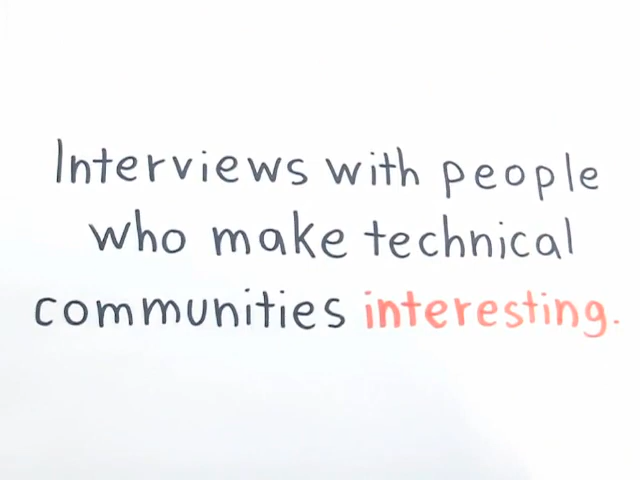 Interviews with people
who make technical
communities interesting.